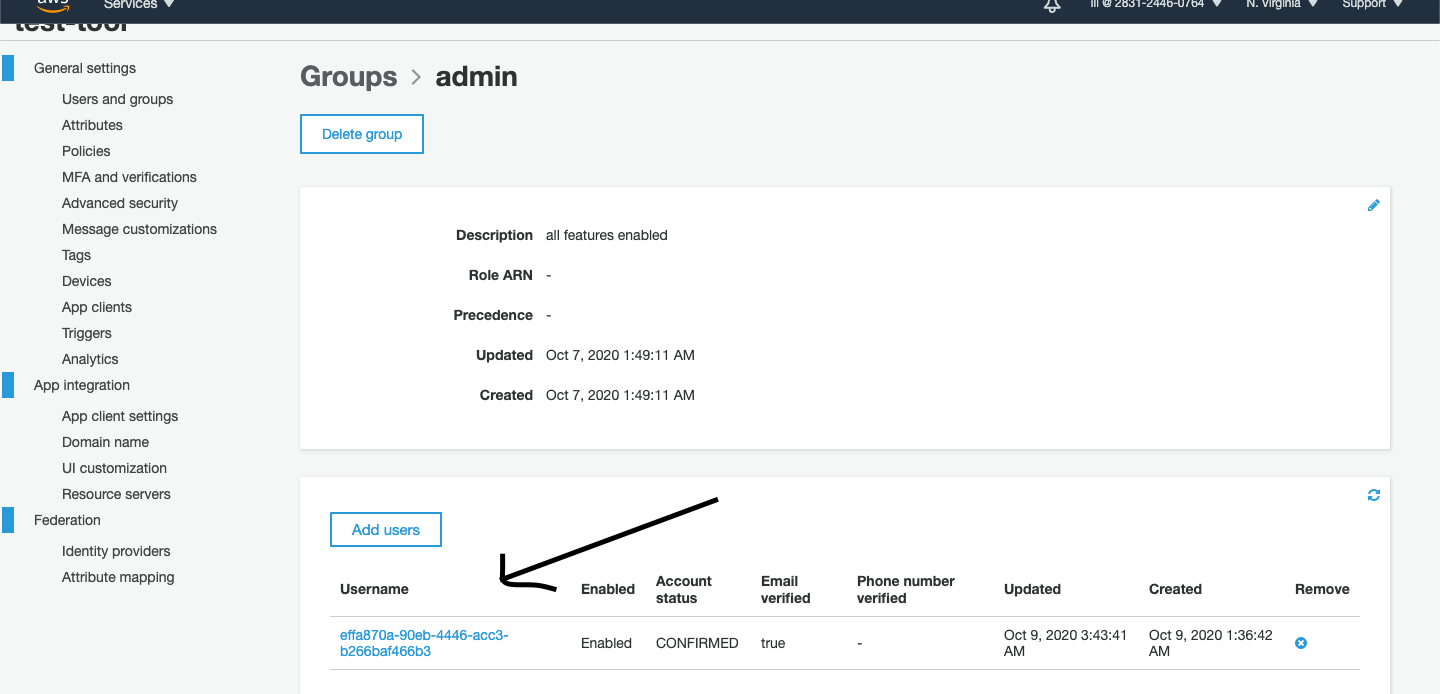 aws
Services
@ 2831-2446-0764
N. Virginia
Support
test-tool
General settings
Users and groups
Attributes
Policies
MFA and verifications
Advanced security
Message customizations
Tags
Devices
App clients
Triggers
Analytics
App integration
App client settings
Domain name
UI customization
Resource servers
Federation
Identity providers
Attribute mapping
Groups > admin
Delete group
Description all features enabled
Role ARN -
Precedence -
Updated Oct 7, 2020 1:49:11 AM
Created Oct 7, 2020 1:49:11 AM
Add users
Username Enabled Account status Email verified Phone number verified Updated Created Remove
effa870a-90eb-4446-acc3-b266baf466b3 Enabled CONFIRMED true - Oct 9, 2020 3:43:41 AM Oct 9, 2020 1:36:42 AM